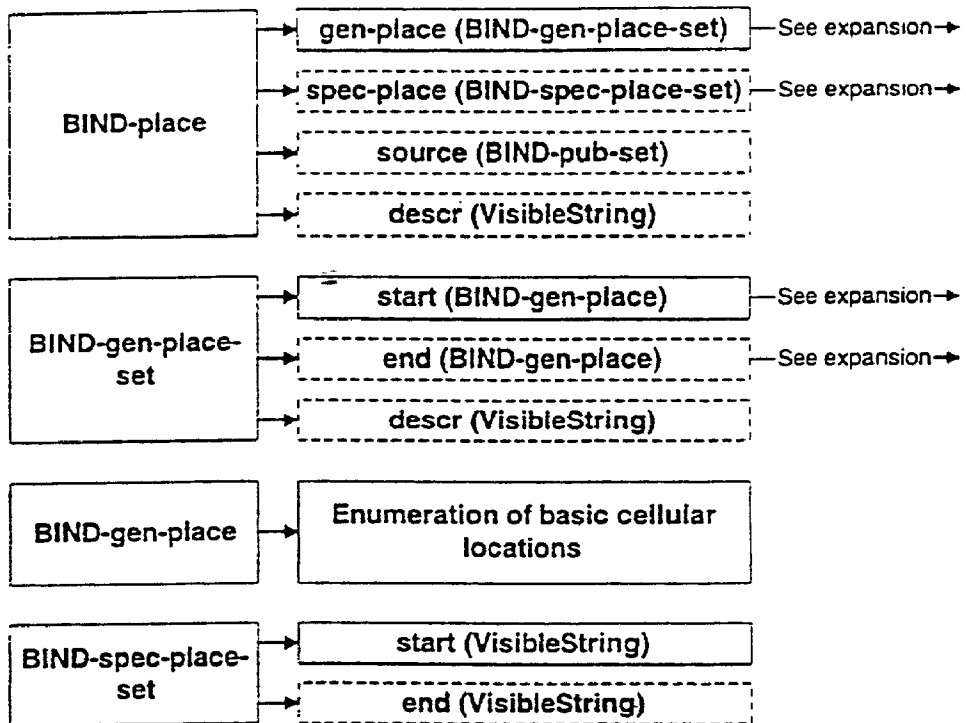 BIND-place
gen-place (BIND-gen-place-set)
See expansion
spec-place (BIND-spec-place-set)
See expansion
source (BIND-pub-set)
descr (VisibleString)
BIND-gen-place-
set
start (BIND-gen-place)
See expansion
end (BIND-gen-place)
See expansion
descr (VisibleString)
BIND-gen-place
Enumeration of basic cellular
locations
BIND-spec-place-
set
start (VisibleString)
end (VisibleString)